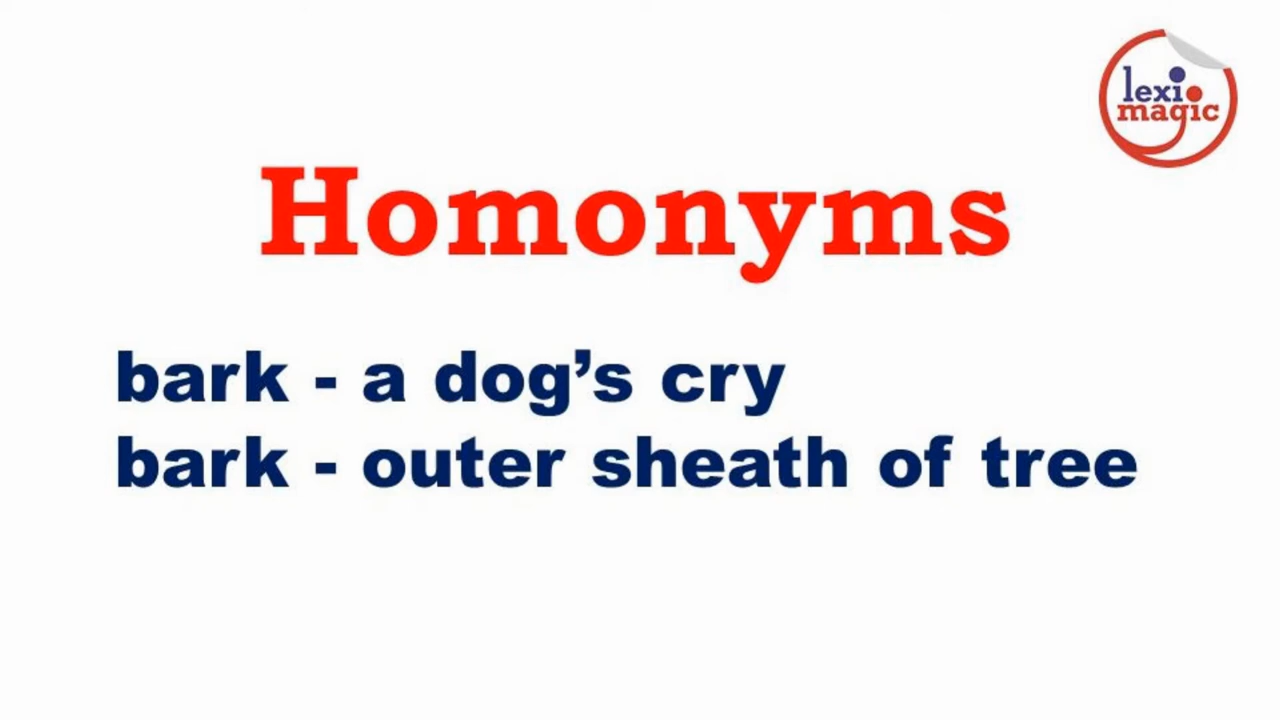 lexi
magic
Homonyms
bark - a dog’s cry
bark - outer sheath of tree